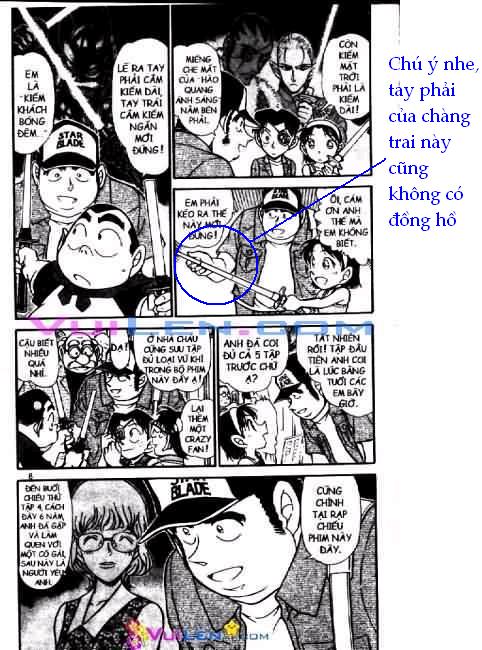 CÒN
KIẾM
MẶT
TRỜI
PHẢI LÀ
KIẾM
DÀI!
MIẾNG
CHE MẮT
CỦA HÀO
QUANG
ÁNH SÁNG
NẰM BÊN
PHẢI.
LẼ RA TAY
PHẢI CẦM
KIẾM DÀI,
TAY TRÁI
CẦM KIẾM
NGẮN
MỚI
ĐÚNG!
EM
LÀ
"KIẾM
KHÁCH
BÓNG
ĐÊM...
STAR
BLADE
Chú ý nhe,
tay phải
của chàng
trai này
cũng
không có
đồng hồ
EM PHẢI
KÉO RA THẾ
NÀY MỚI
ĐÚNG!
ÔI, CẢM
ƠN ANH
THẾ MÀ
EM KHÔNG
BIẾT.
VUILEN.COM
TẤT
NHIÊN
RỒI! TẬP ĐẦU
TIÊN ANH COI
LÀ LÚC BẰNG
TUỔI CÁC
EM BÂY
GIỜ.
ANH ĐÃ COI
ĐỦ CẢ 5 TẬP
TRƯỚC CHỨ
Ạ?
Ở NHÀ CHÁU
CŨNG SƯU TẬP
ĐỦ LOẠI VŨ KHÍ
TRONG BỘ PHIM
NÀY ĐẤY Ạ!
DẠ!
CẬU BIẾT
NHIỀU
QUÁ
NHỈ.
LẠI
THÊM
MỘT
CRAZY
FAN!
8
ĐẾN BUỔI
CHIẾU THỬ
TẬP 4, CÁCH
ĐÂY 6 NĂM,
ANH ĐÃ GẶP
VÀ LÀM
QUEN VỚI
MỘT CÔ GÁI,
SAU NÀY LÀ
NGƯỜI YÊU
ANH.
STAR
BLADE
CŨNG
CHÍNH
TẠI RẠP
CHIẾU
PHIM NÀY
ĐẤY.
VUILEN.COM